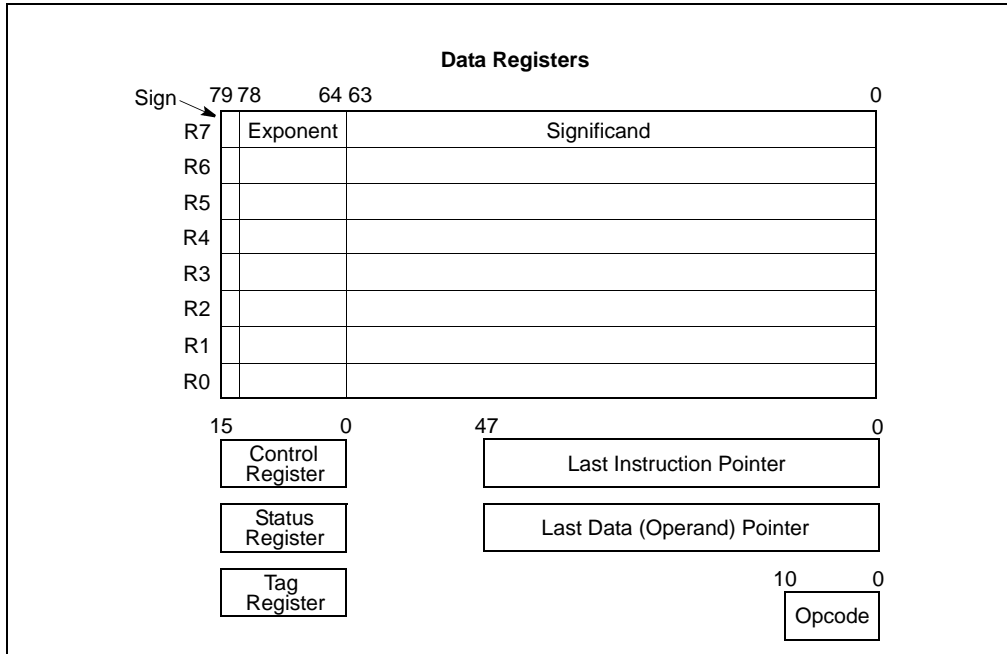 Data Registers
Sign 79 78 64 63 0
R7 Exponent Significand
R6
R5
R4
R3
R2
R1
R0
15 0 47 0
Control
Register
Last Instruction Pointer
Status
Register
Last Data (Operand) Pointer
10 0
Tag
Register
Opcode